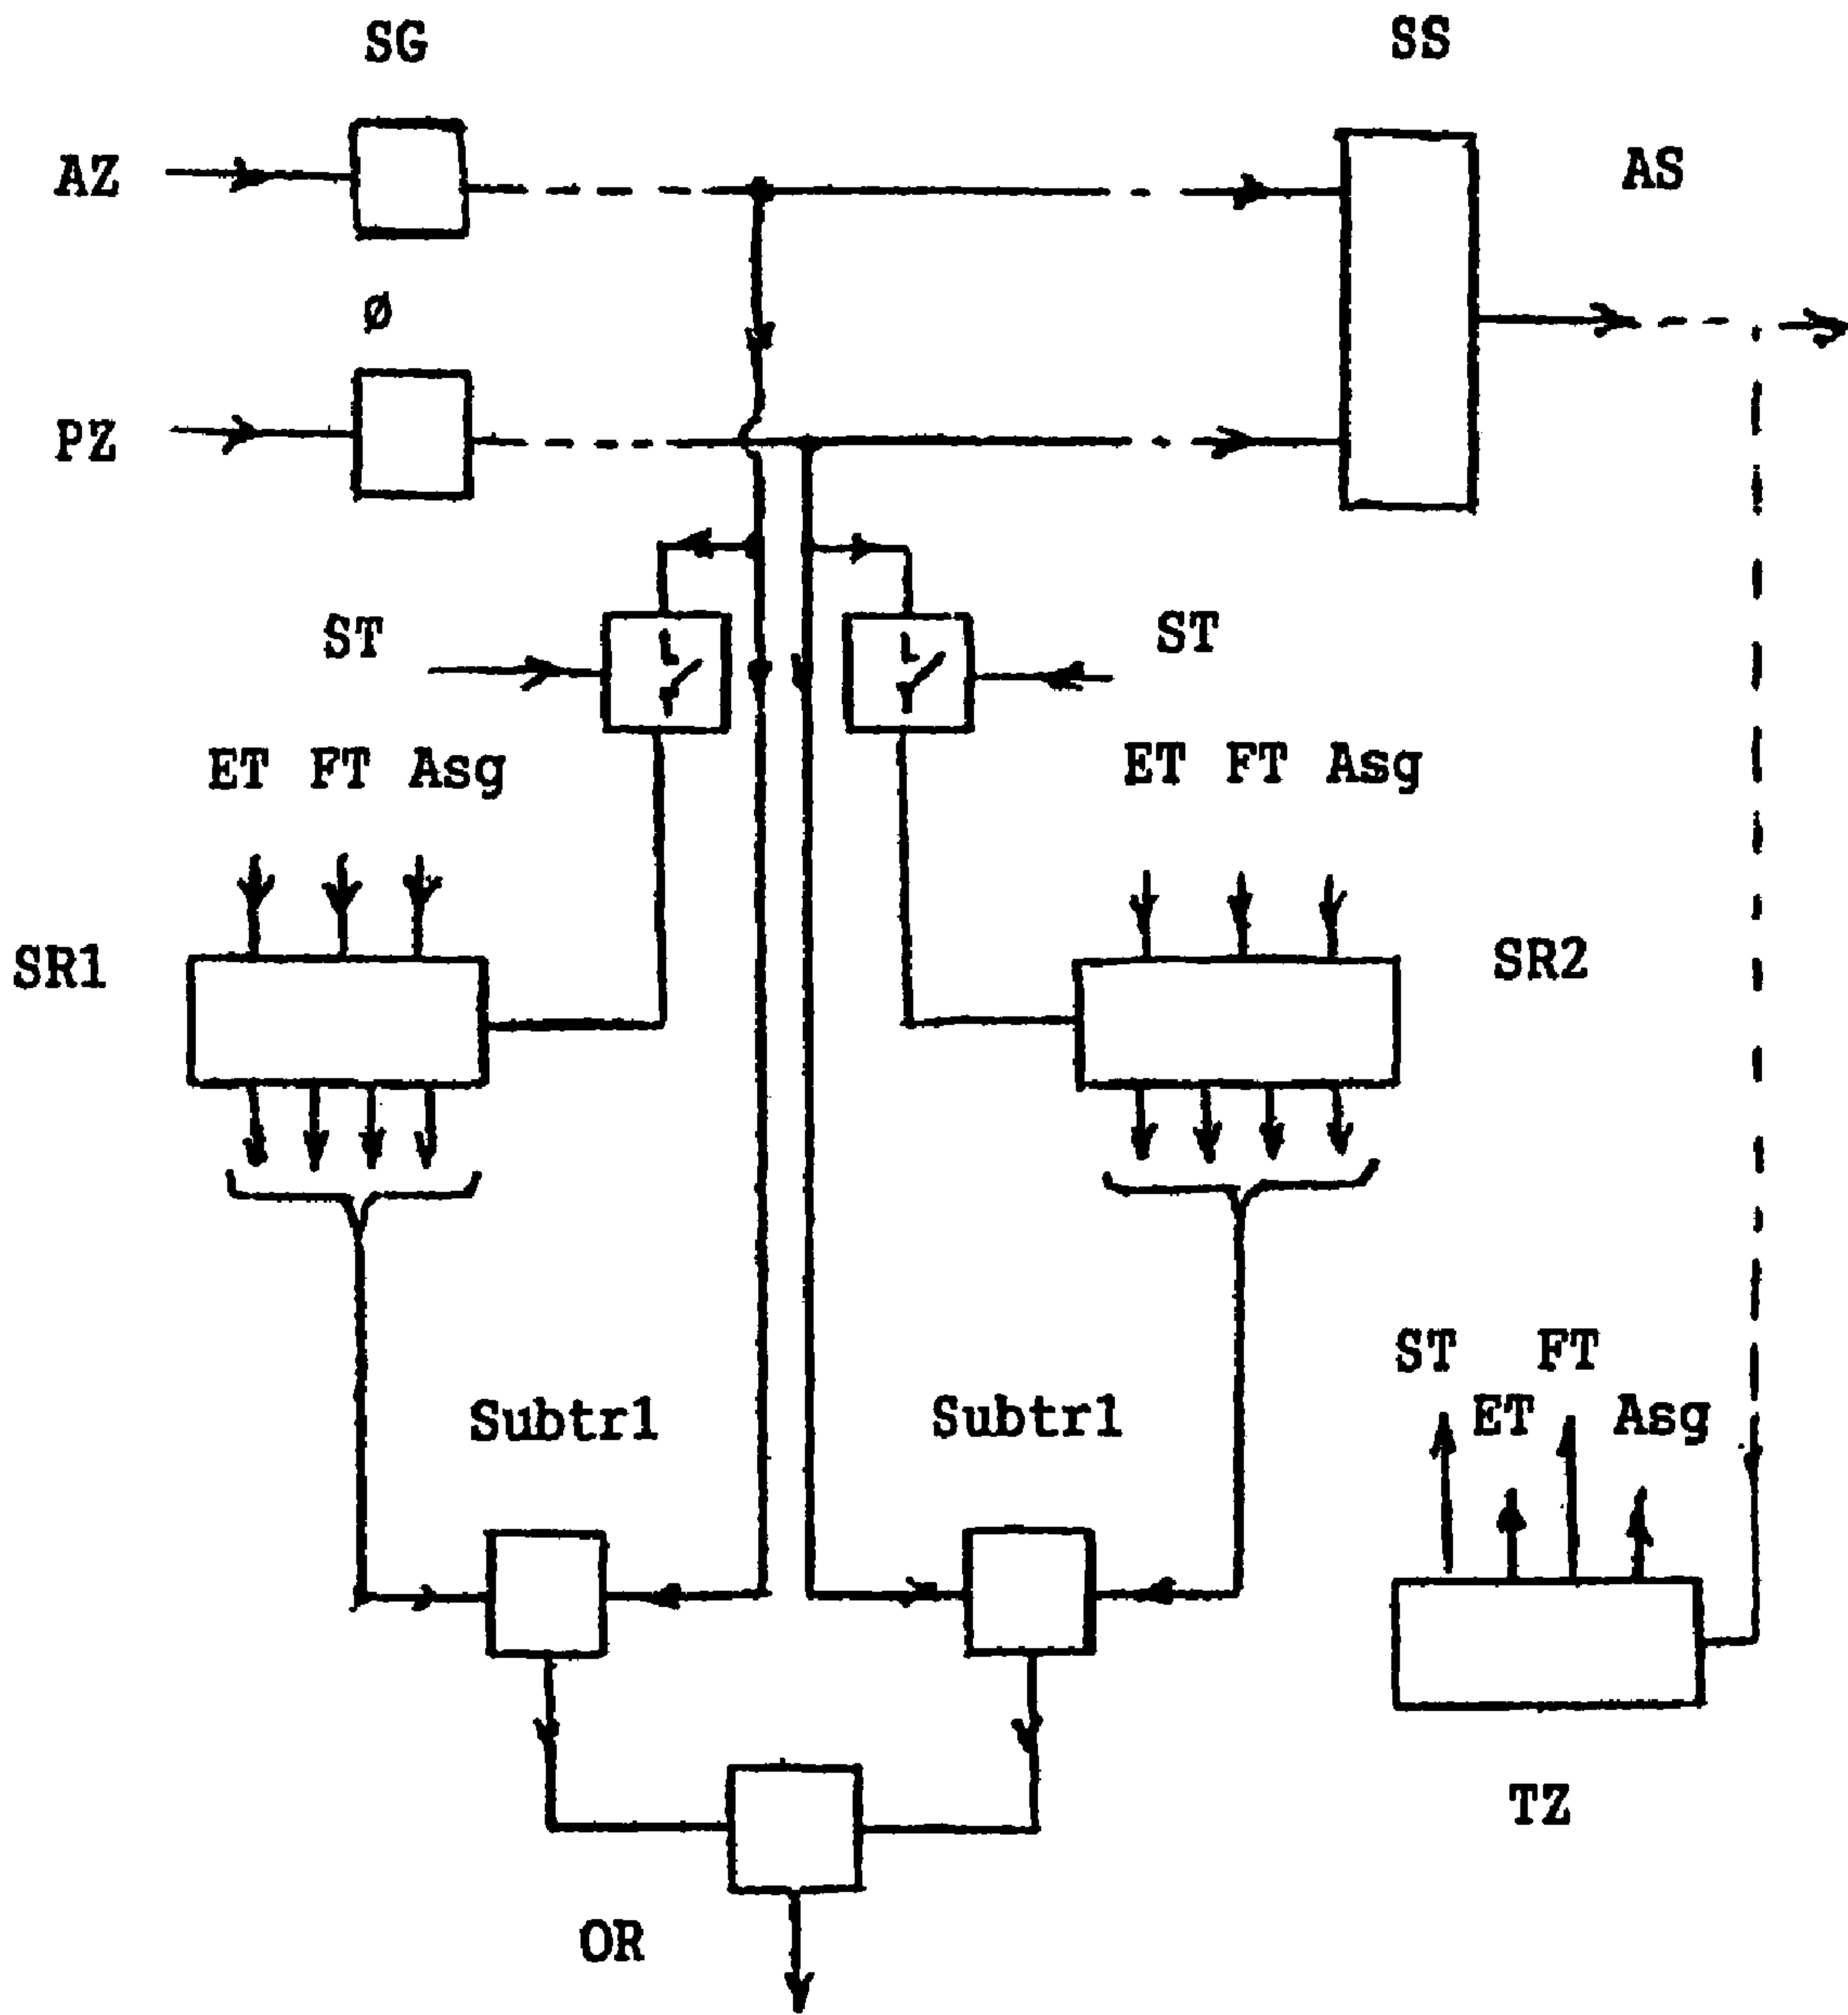 SG SS
AZ AS
Ø
PZ
ST ST
ET FT Asg ET FT Asg
SR1 SR2
ST FT
Subtr1 Subtr1 ET Asg
TZ
OR